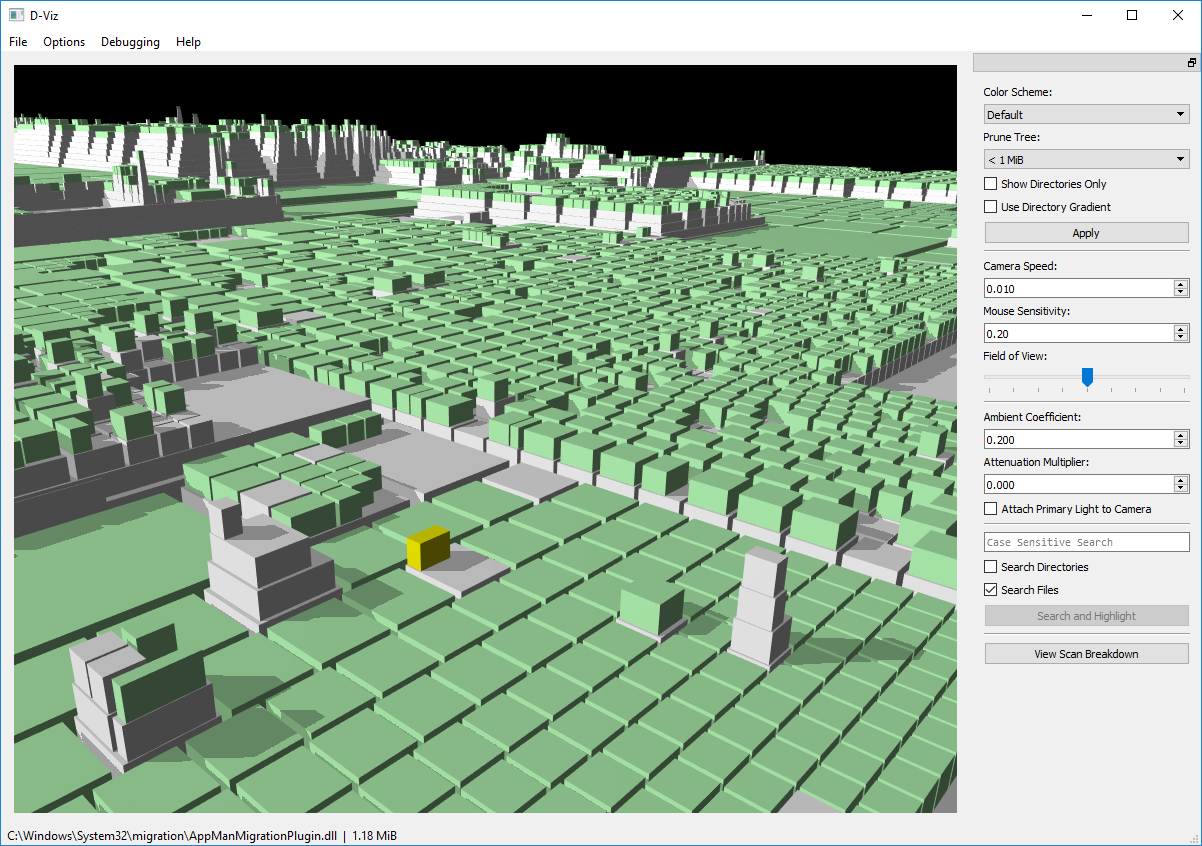 D-Viz
File Options Debugging Help
Color Scheme:
Default
Prune Tree:
< 1 MiB
Show Directories Only
Use Directory Gradient
Apply
Camera Speed:
0.010
Mouse Sensitivity:
0.20
Field of View:
Ambient Coefficient:
0.200
Attenuation Multiplier:
0.000
Attach Primary Light to Camera
Case Sensitive Search
Search Directories
Search Files
Search and Highlight
View Scan Breakdown
C:\Windows\System32\migration\AppManMigrationPlugin.dll | 1.18 MiB